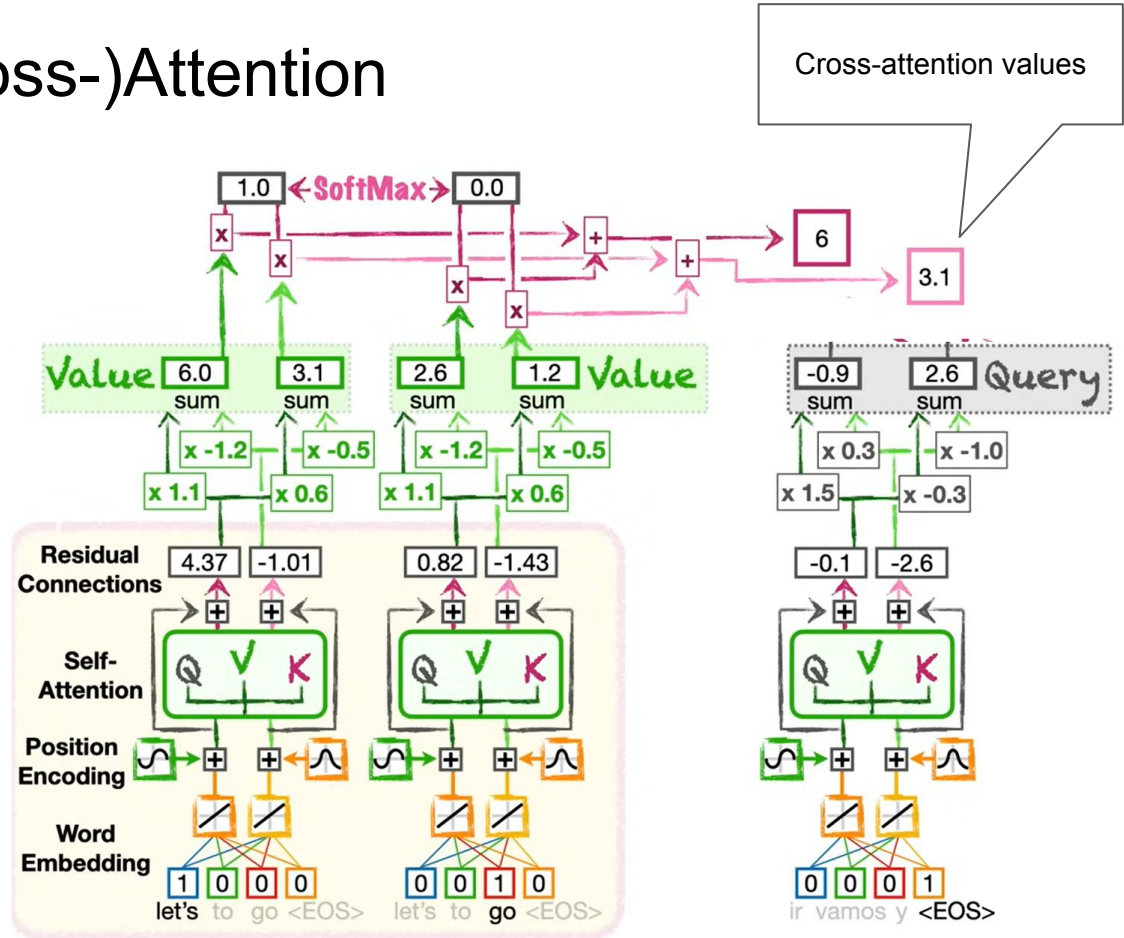 oss-)Attention
Cross-attention values
1.0 SoftMax 0.0
x + 6
x + 3.1
x
x
Value 6.0 3.1 2.6 1.2 Value -0.9 2.6 Query
sum sum sum sum sum sum
x -1.2 x -0.5 x -1.2 x -0.5 x 0.3 x -1.0
x 1.1 x 0.6 x 1.1 x 0.6 x 1.5 x -0.3
Residual
Connections
4.37 -1.01 0.82 -1.43 -0.1 -2.6
+ + + + + +
Self-
Attention
Q V K Q V K Q V K
Position
Encoding
+ + + + + +
Word
Embedding
1 0 0 0 0 0 1 0 0 0 0 1
let's to go <EOS> let's to go <EOS> ir vamos y <EOS>